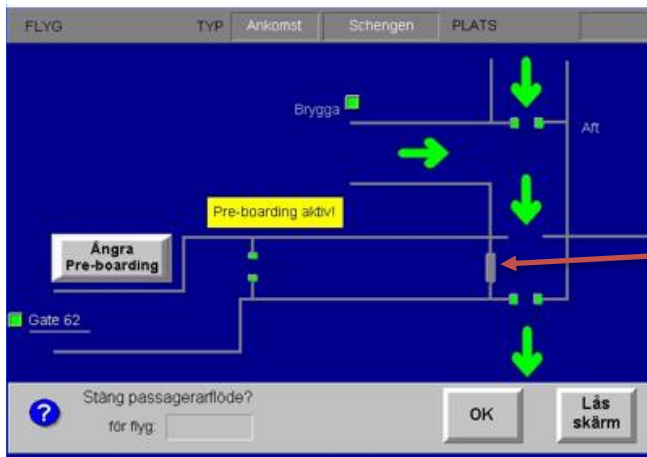 FLYG TYP Ankomst Schengen PLATS
Brygga
Aft
Pre-boarding aktiv!
Ångra
Pre-boarding
Gate 62
Stäng passagerarflöde?
för flyg:
OK
Lås
skärm
?